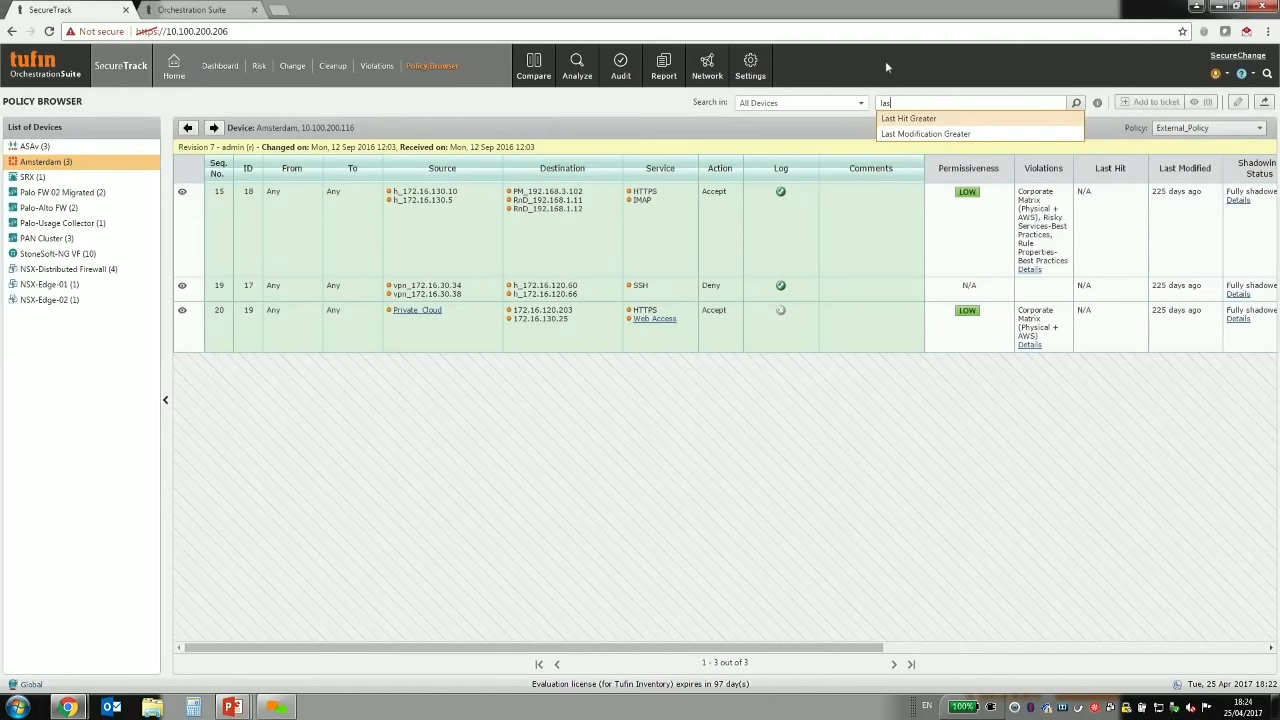 SecureTrack
Orchestration Suite
Not secure https://10.100.200.206
tufin
OrchestrationSuite
SecureTrack
Home
Dashboard
Risk
Change
Cleanup
Violations
Policy Browser
Compare
Analyze
Audit
Report
Network
Settings
SecureChange
POLICY BROWSER
Search in:
All Devices
las
Add to ticket
(0)
Last Hit Greater
Last Modification Greater
List of Devices
ASAv (3)
Amsterdam (3)
SRX (1)
Palo FW 02 Migrated (2)
Palo-Alto FW (2)
Palo-Usage Collector (1)
PAN Cluster (3)
StoneSoft-NG VF (10)
NSX-Distributed Firewall (4)
NSX-Edge-01 (1)
NSX-Edge-02 (1)
Device: Amsterdam, 10.100.200.116
Policy: External_Policy
Revision 7 - admin (r) - Changed on: Mon, 12 Sep 2016 12:03, Received on: Mon, 12 Sep 2016 12:03
Seq. No. ID From To Source Destination Service Action Log Comments Permissiveness Violations Last Hit Last Modified Shadowin Status
15 18 Any Any h_172.16.130.10 PM_192.168.3.102 HTTPS Accept LOW Corporate N/A 225 days ago Fully shadowe
h_172.16.130.5 RnD_192.168.1.11 IMAP Matrix Details
RnD_192.168.1.12 (Physical +
AWS), Risky
Services-Best
Practices,
Rule
Properties-
Best Practices
Details
19 17 Any Any vpn_172.16.30.34 h_172.16.120.60 SSH Deny N/A N/A 225 days ago Fully shadowe
vpn_172.16.30.38 h_172.16.120.66 Details
20 19 Any Any Private_Cloud 172.16.120.203 HTTPS Accept LOW Corporate N/A 225 days ago Fully shadowe
172.16.130.25 Web Access Matrix Details
(Physical +
AWS)
Details
1 - 3 out of 3
Global
Evaluation license (for Tufin Inventory) expires in 97 day(s)
Tue, 25 Apr 2017 18:22
EN
100%
18:24
25/04/2017